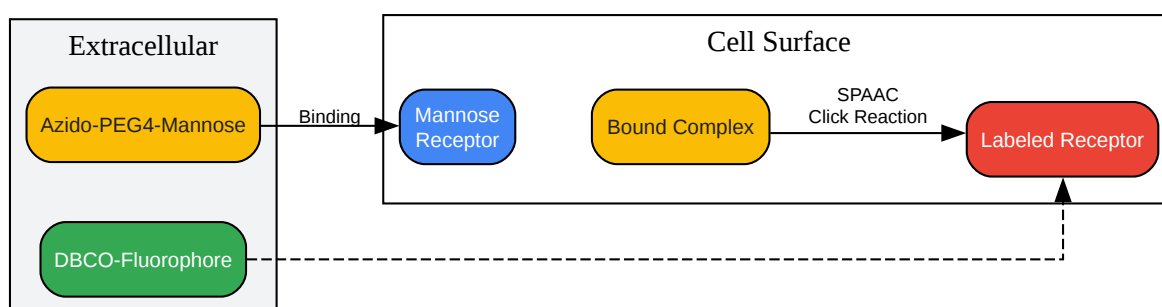 Extracellular
Cell Surface
Azido-PEG4-Mannose
Binding
Mannose
Receptor
Bound Complex
SPAAC
Click Reaction
Labeled Receptor
DBCO-Fluorophore